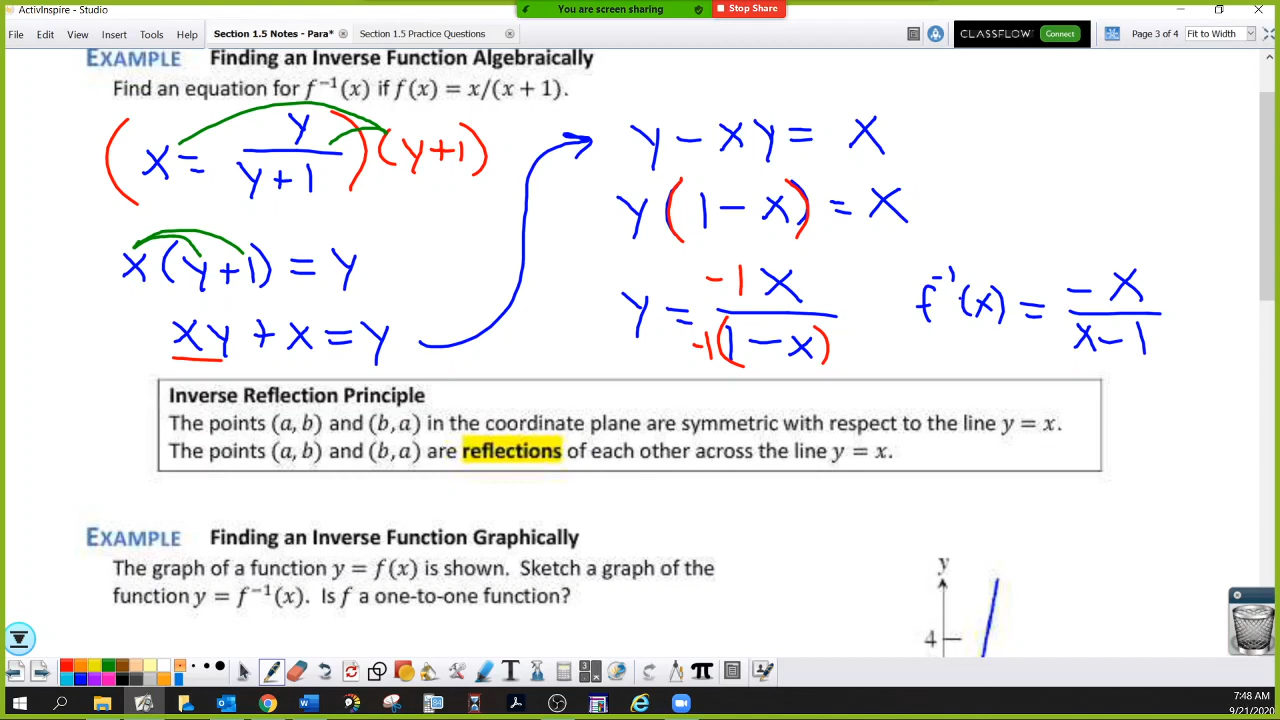 ActivInspire - Studio
You are screen sharing
Stop Share
File Edit View Insert Tools Help
Section 1.5 Notes - Para*
Section 1.5 Practice Questions
CLASSFLOW Connect
Page 3 of 4
Fit to Width
EXAMPLE Finding an Inverse Function Algebraically
Find an equation for f⁻¹(x) if f(x) = x/(x + 1).
(x = y/(y + 1))(y+1)
x(y+1) = y
xy + x = y
y - xy = x
y(1 - x) = x
y = -1x/-1(1 - x)
f⁻¹(x) = -x/(x-1)
Inverse Reflection Principle
The points (a, b) and (b, a) in the coordinate plane are symmetric with respect to the line y = x.
The points (a, b) and (b, a) are reflections of each other across the line y = x.
EXAMPLE Finding an Inverse Function Graphically
The graph of a function y = f(x) is shown. Sketch a graph of the
function y = f⁻¹(x). Is f a one-to-one function?
y
4
7:48 AM
9/21/2020